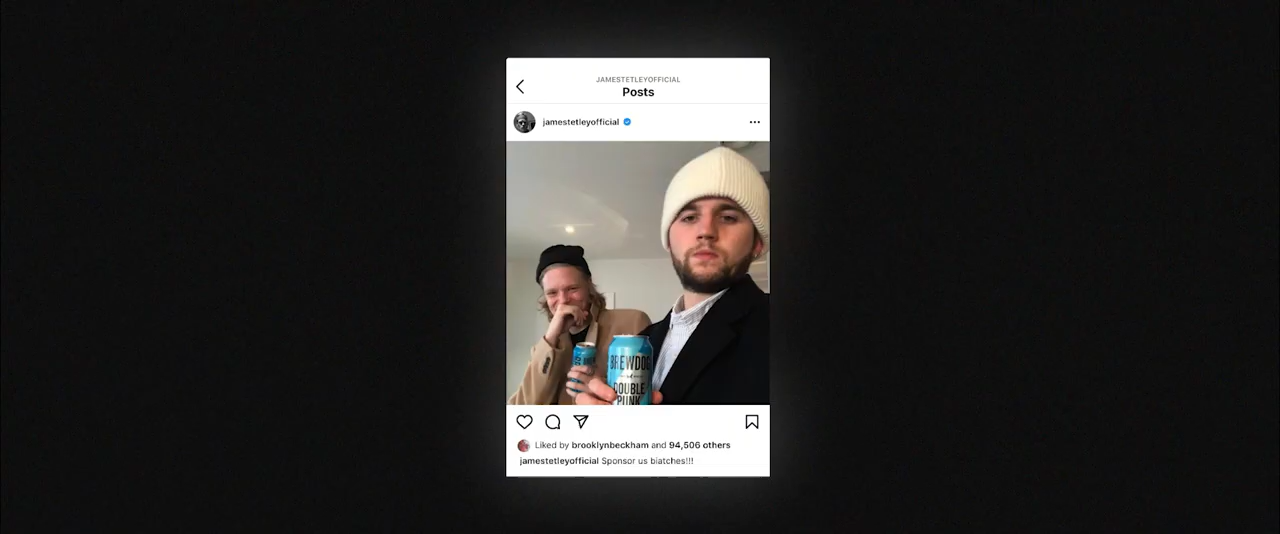 JAMESTETLEYOFFICIAL
Posts
jamestetleyofficial
BREWDOG
DOUBLE
PUNK
Liked by brooklynbeckham and 94,506 others
jamestetleyofficial Sponsor us biatches!!!